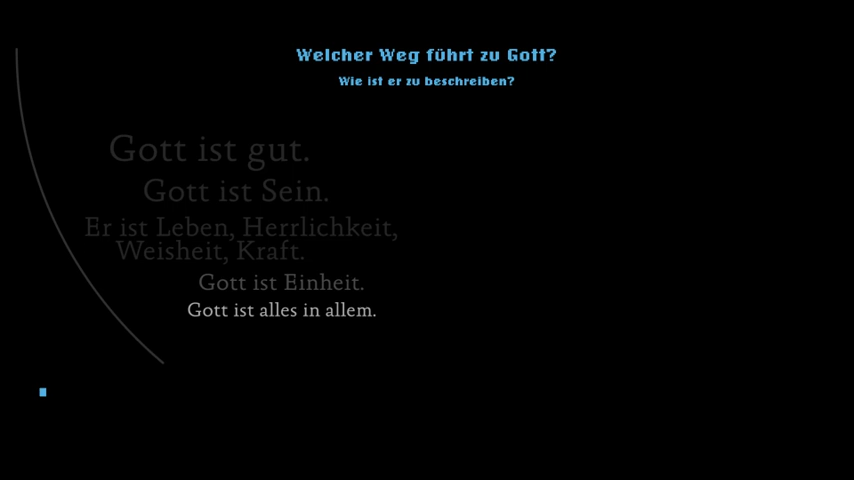 Welcher Weg führt zu Gott?
Wie ist er zu beschreiben?
Gott ist gut.
Gott ist Sein.
Er ist Leben, Herrlichkeit,
Weisheit, Kraft.
Gott ist Einheit.
Gott ist alles in allem.